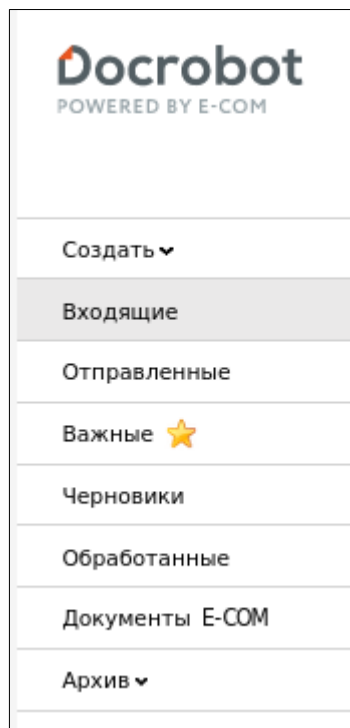 Docrobot
POWERED BY E-COM
Создать
Входящие
Отправленные
Важные
Черновики
Обработанные
Документы E-COM
Архив